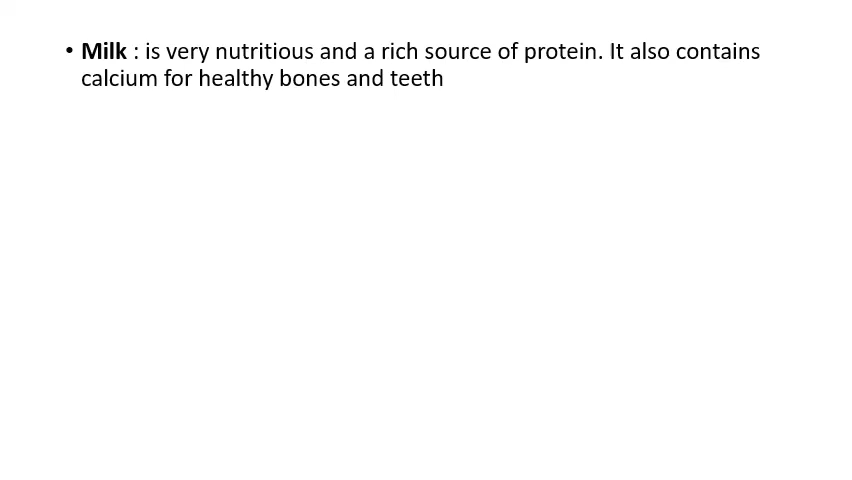 • Milk : is very nutritious and a rich source of protein. It also contains
calcium for healthy bones and teeth